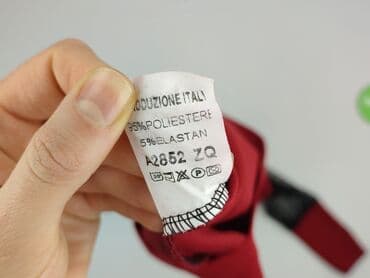 RODUZIONE ITALY
95%POLIESTERE
5%ELASTAN
A2852 ZQ